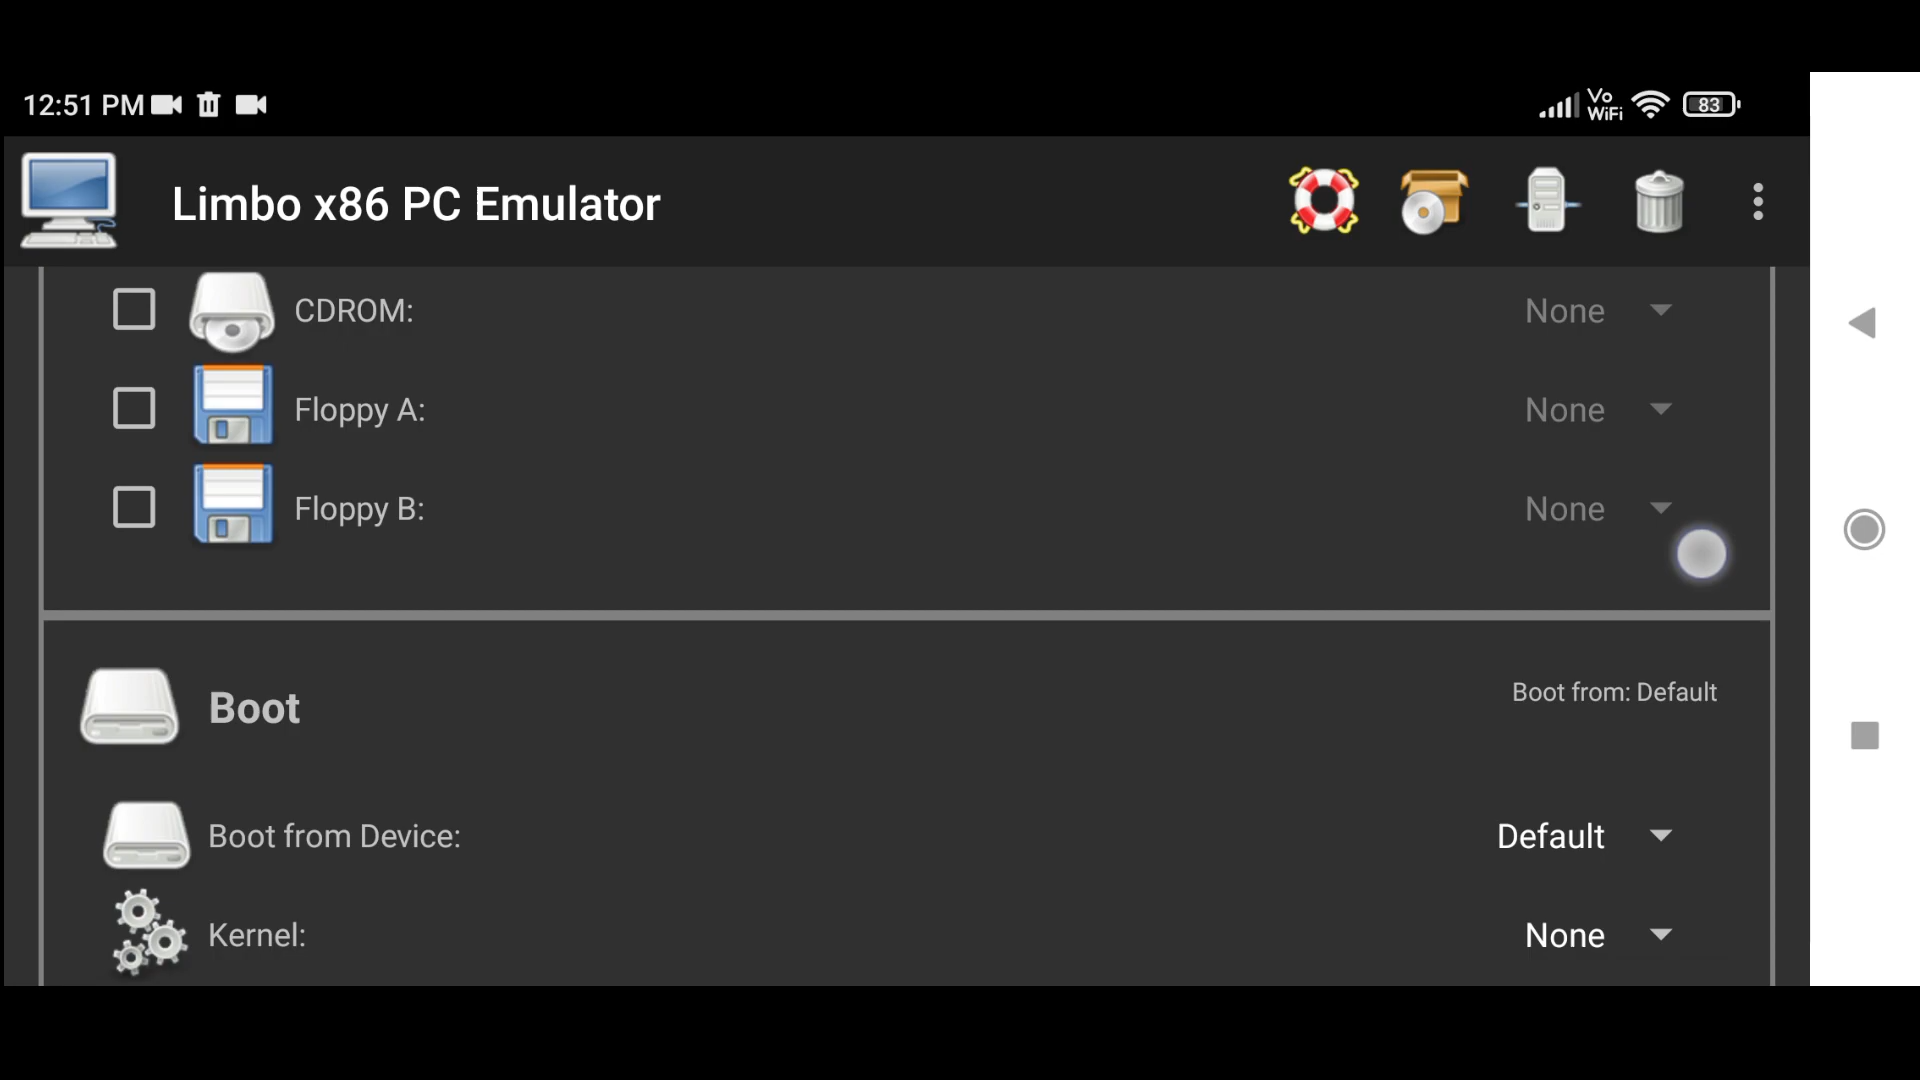 12:51 PM
Vo
WiFi
83
Limbo x86 PC Emulator
CDROM:
None
Floppy A:
None
Floppy B:
None
Boot
Boot from: Default
Boot from Device:
Default
Kernel:
None